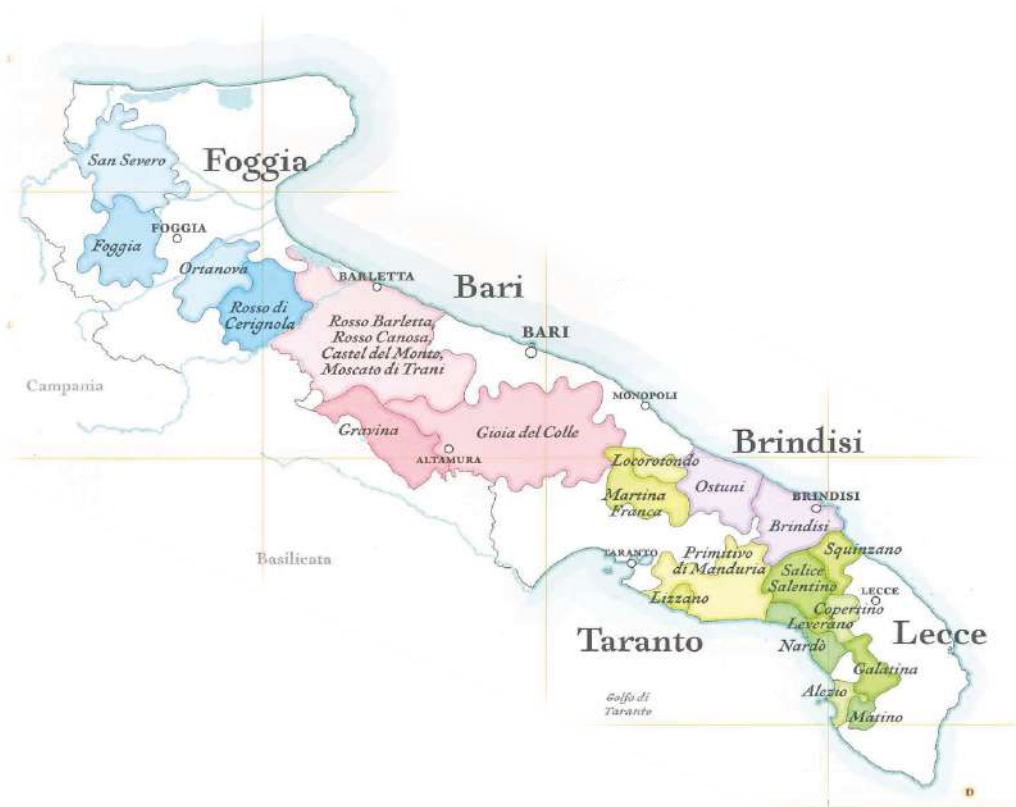 San Severo
Foggia
FOGGIA
Foggia
Ortanova
BARLETTA
Bari
Rosso di
Cerignola
Rosso Barletta,
Rosso Canosa,
Castel del Monto,
Moscato di Trani
BARI
Campania
MONOPOLI
Gravina
Gioia del Colle
ALTAMURA
Brindisi
Locorotondo
Ostuni
Martina
Franca
BRINDISI
Brindisi
Basilicata
TARANTO
Primitivo
di Manduria
Squinzano
Salice
Salentino
LECCE
Lizzano
Copertino
Leverano
Taranto
Nardò
Lecce
Galatina
Alezio
Golfo di
Taranto
Matino
D